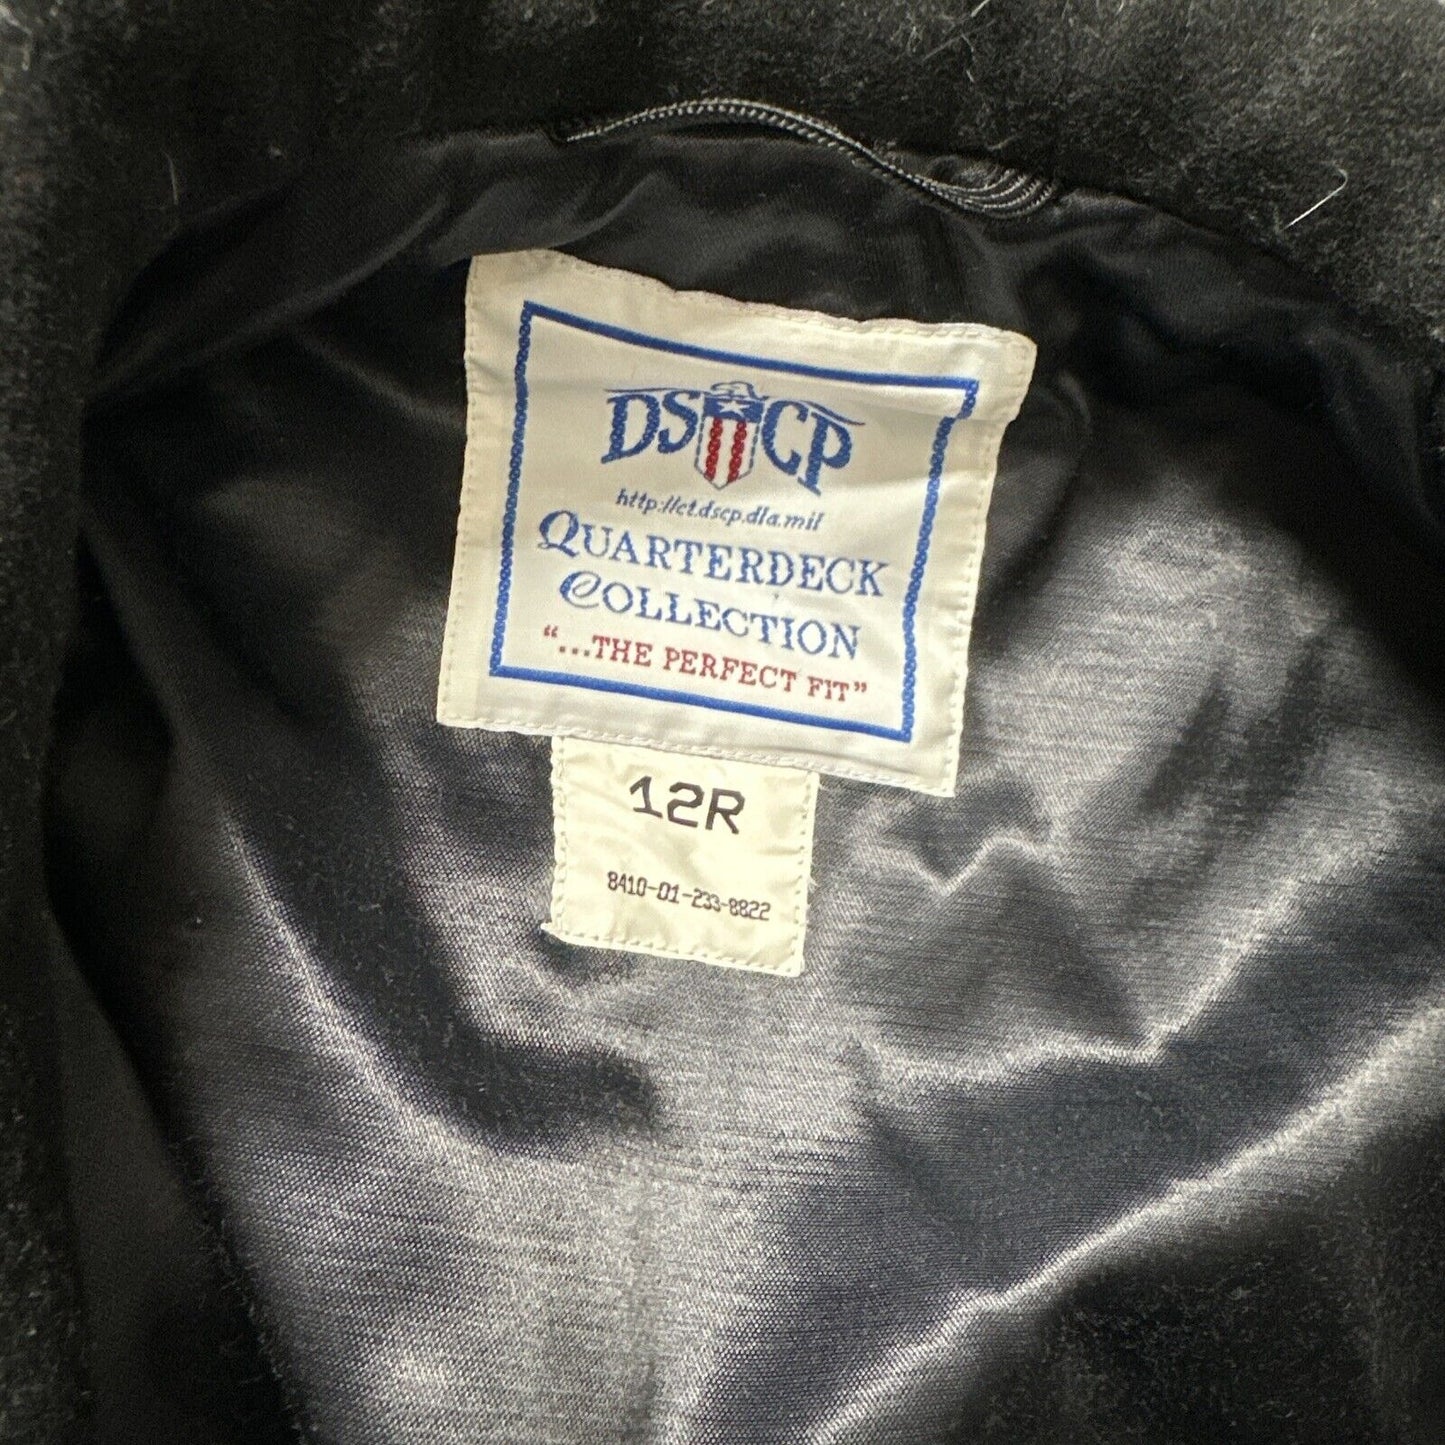 DSCP
http://ct.dscp.dla.mil
QUARTERDECK
COLLECTION
"...THE PERFECT FIT"
12R
8410-01-233-8822